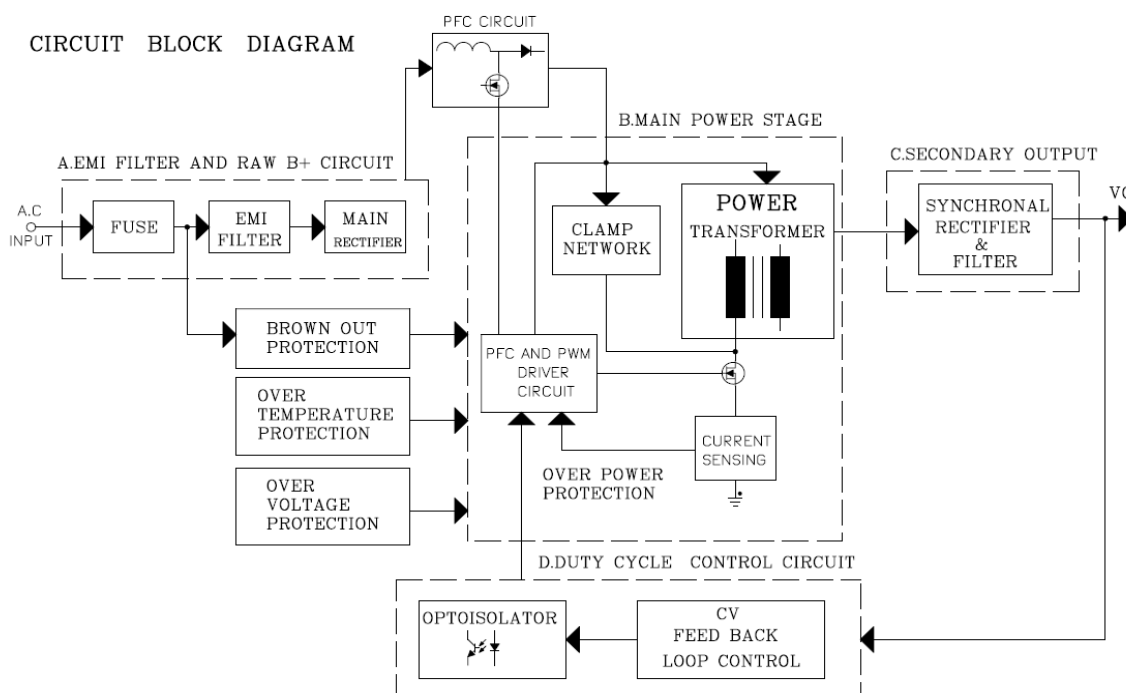 PFC CIRCUIT
CIRCUIT BLOCK DIAGRAM
B.MAIN POWER STAGE
A.EMI FILTER AND RAW B+ CIRCUIT
C.SECONDARY OUTPUT
A.C
INPUT
FUSE
EMI
FILTER
MAIN
RECTIFIER
CLAMP
NETWORK
POWER
TRANSFORMER
SYNCHRONAL
RECTIFIER
&
FILTER
BROWN OUT
PROTECTION
PFC AND PWM
DRIVER
CIRCUIT
OVER
TEMPERATURE
PROTECTION
CURRENT
SENSING
OVER POWER
PROTECTION
OVER
VOLTAGE
PROTECTION
D.DUTY CYCLE CONTROL CIRCUIT
OPTOISOLATOR
CV
FEED BACK
LOOP CONTROL